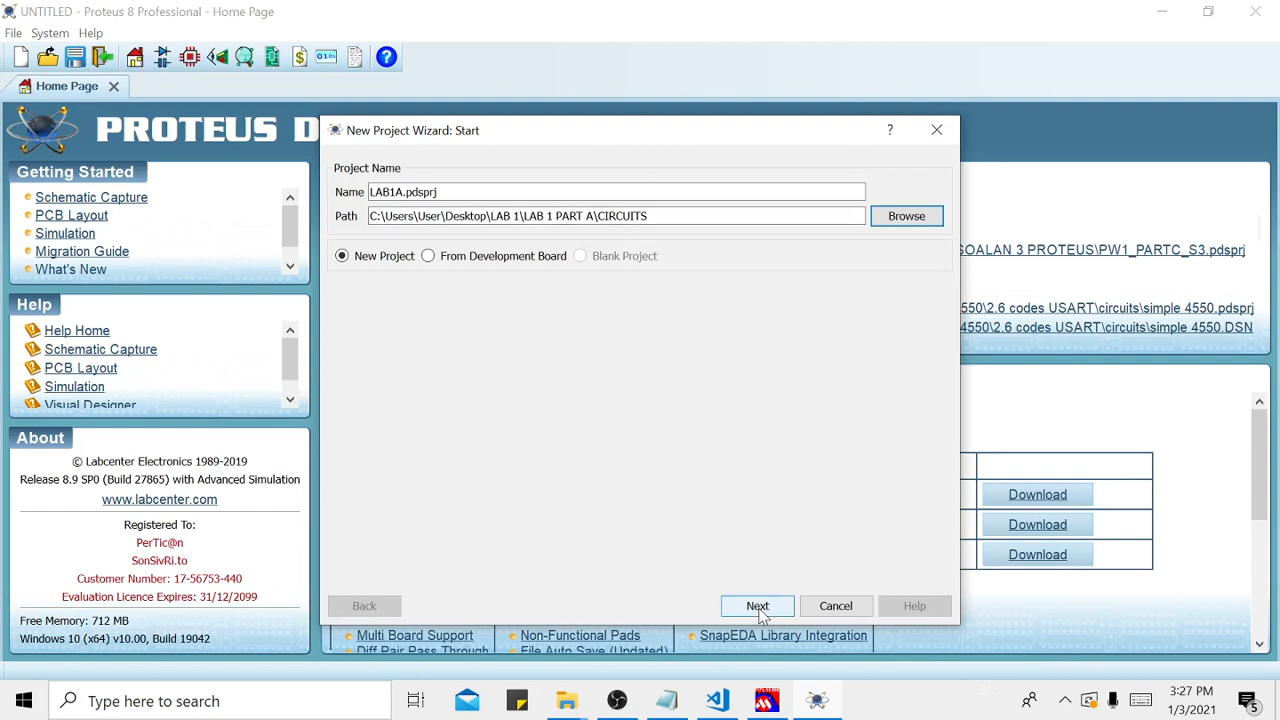 UNTITLED - Proteus 8 Professional - Home Page
File System Help
Home Page
PROTEUS D
New Project Wizard: Start
?
Project Name
Name LAB1A.pdsprj
Path C:\Users\User\Desktop\LAB 1\LAB 1 PART A\CIRCUITS Browse
New Project From Development Board Blank Project
Back Next Cancel Help
Getting Started
Schematic Capture
PCB Layout
Simulation
Migration Guide
What's New
Help
Help Home
Schematic Capture
PCB Layout
Simulation
Visual Designer
About
© Labcenter Electronics 1989-2019
Release 8.9 SP0 (Build 27865) with Advanced Simulation
www.labcenter.com
Registered To:
PerTic@n
SonSivRi.to
Customer Number: 17-56753-440
Evaluation Licence Expires: 31/12/2099
Free Memory: 712 MB
Windows 10 (x64) v10.00, Build 19042
SOALAN 3 PROTEUS\PW1_PARTC_S3.pdsprj
550\2.6 codes USART\circuits\simple 4550.pdsprj
4550\2.6 codes USART\circuits\simple 4550.DSN
Download
Download
Download
Multi Board Support Non-Functional Pads SnapEDA Library Integration
Diff Pair Pass Through File Auto Save (Updated)
Type here to search
3:27 PM
1/3/2021
5